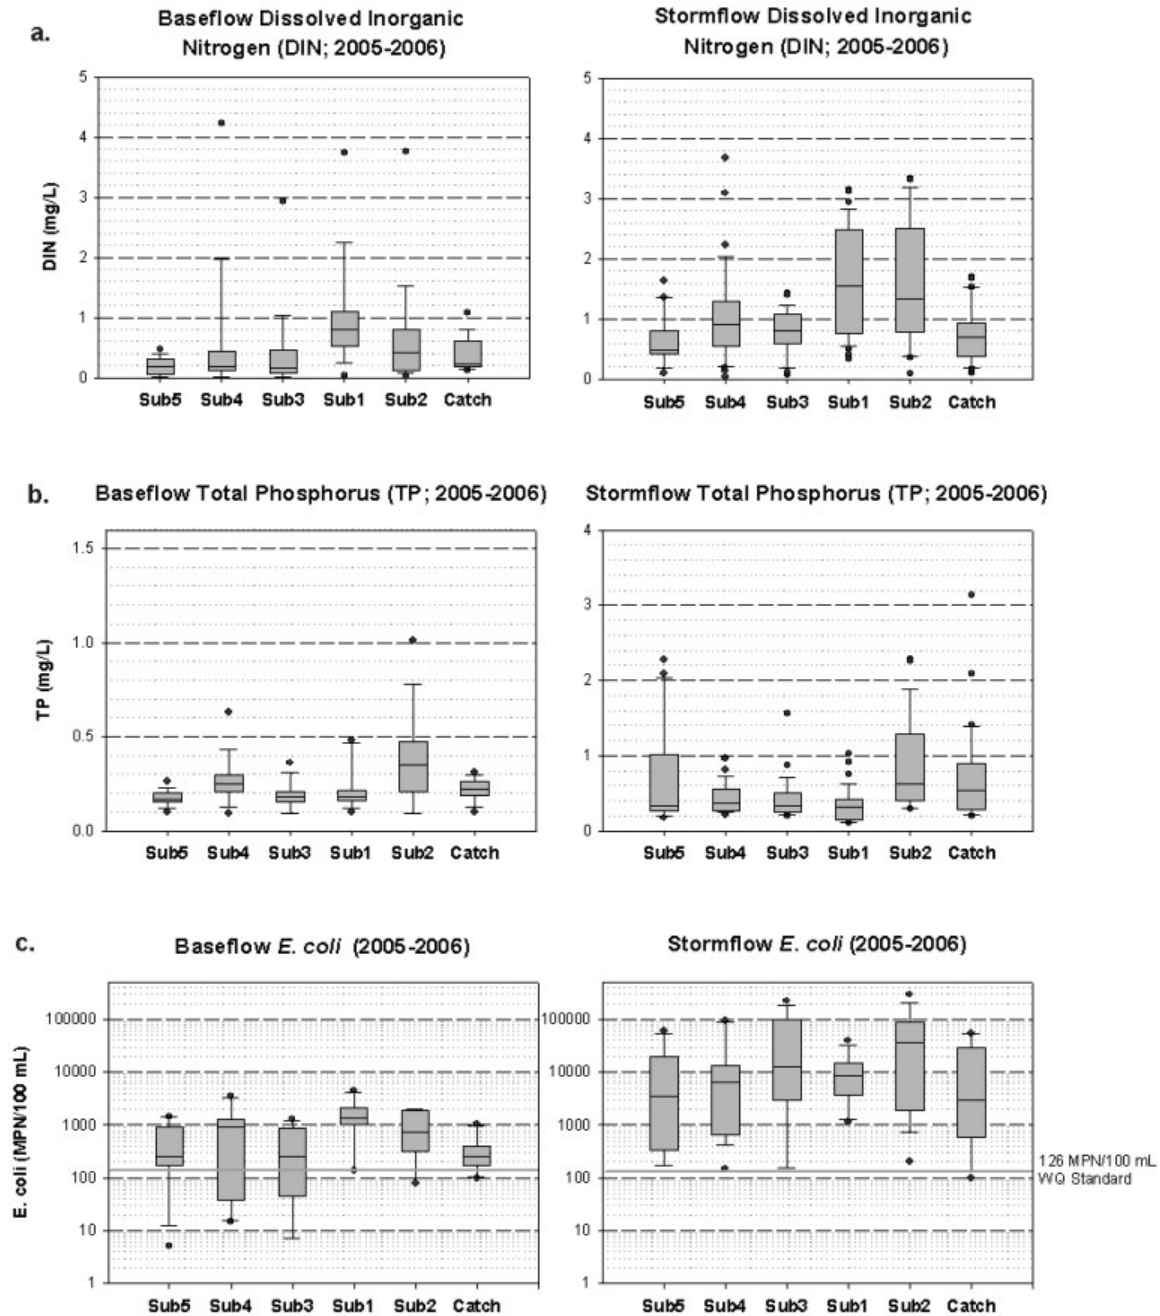 a.
Baseflow Dissolved Inorganic
Nitrogen (DIN; 2005-2006)
Stormflow Dissolved Inorganic
Nitrogen (DIN; 2005-2006)
DIN (mg/L)
5
4
3
2
1
0
Sub5 Sub4 Sub3 Sub1 Sub2 Catch
5
4
3
2
1
0
Sub5 Sub4 Sub3 Sub1 Sub2 Catch
b.
Baseflow Total Phosphorus (TP; 2005-2006)
Stormflow Total Phosphorus (TP; 2005-2006)
TP (mg/L)
1.5
1.0
0.5
0.0
Sub5 Sub4 Sub3 Sub1 Sub2 Catch
4
3
2
1
0
Sub5 Sub4 Sub3 Sub1 Sub2 Catch
c.
Baseflow E. coli (2005-2006)
Stormflow E. coli (2005-2006)
E. coli (MPN/100 mL)
100000
10000
1000
100
10
1
Sub5 Sub4 Sub3 Sub1 Sub2 Catch
100000
10000
1000
100
10
1
Sub5 Sub4 Sub3 Sub1 Sub2 Catch
126 MPN/100 mL
WQ Standard